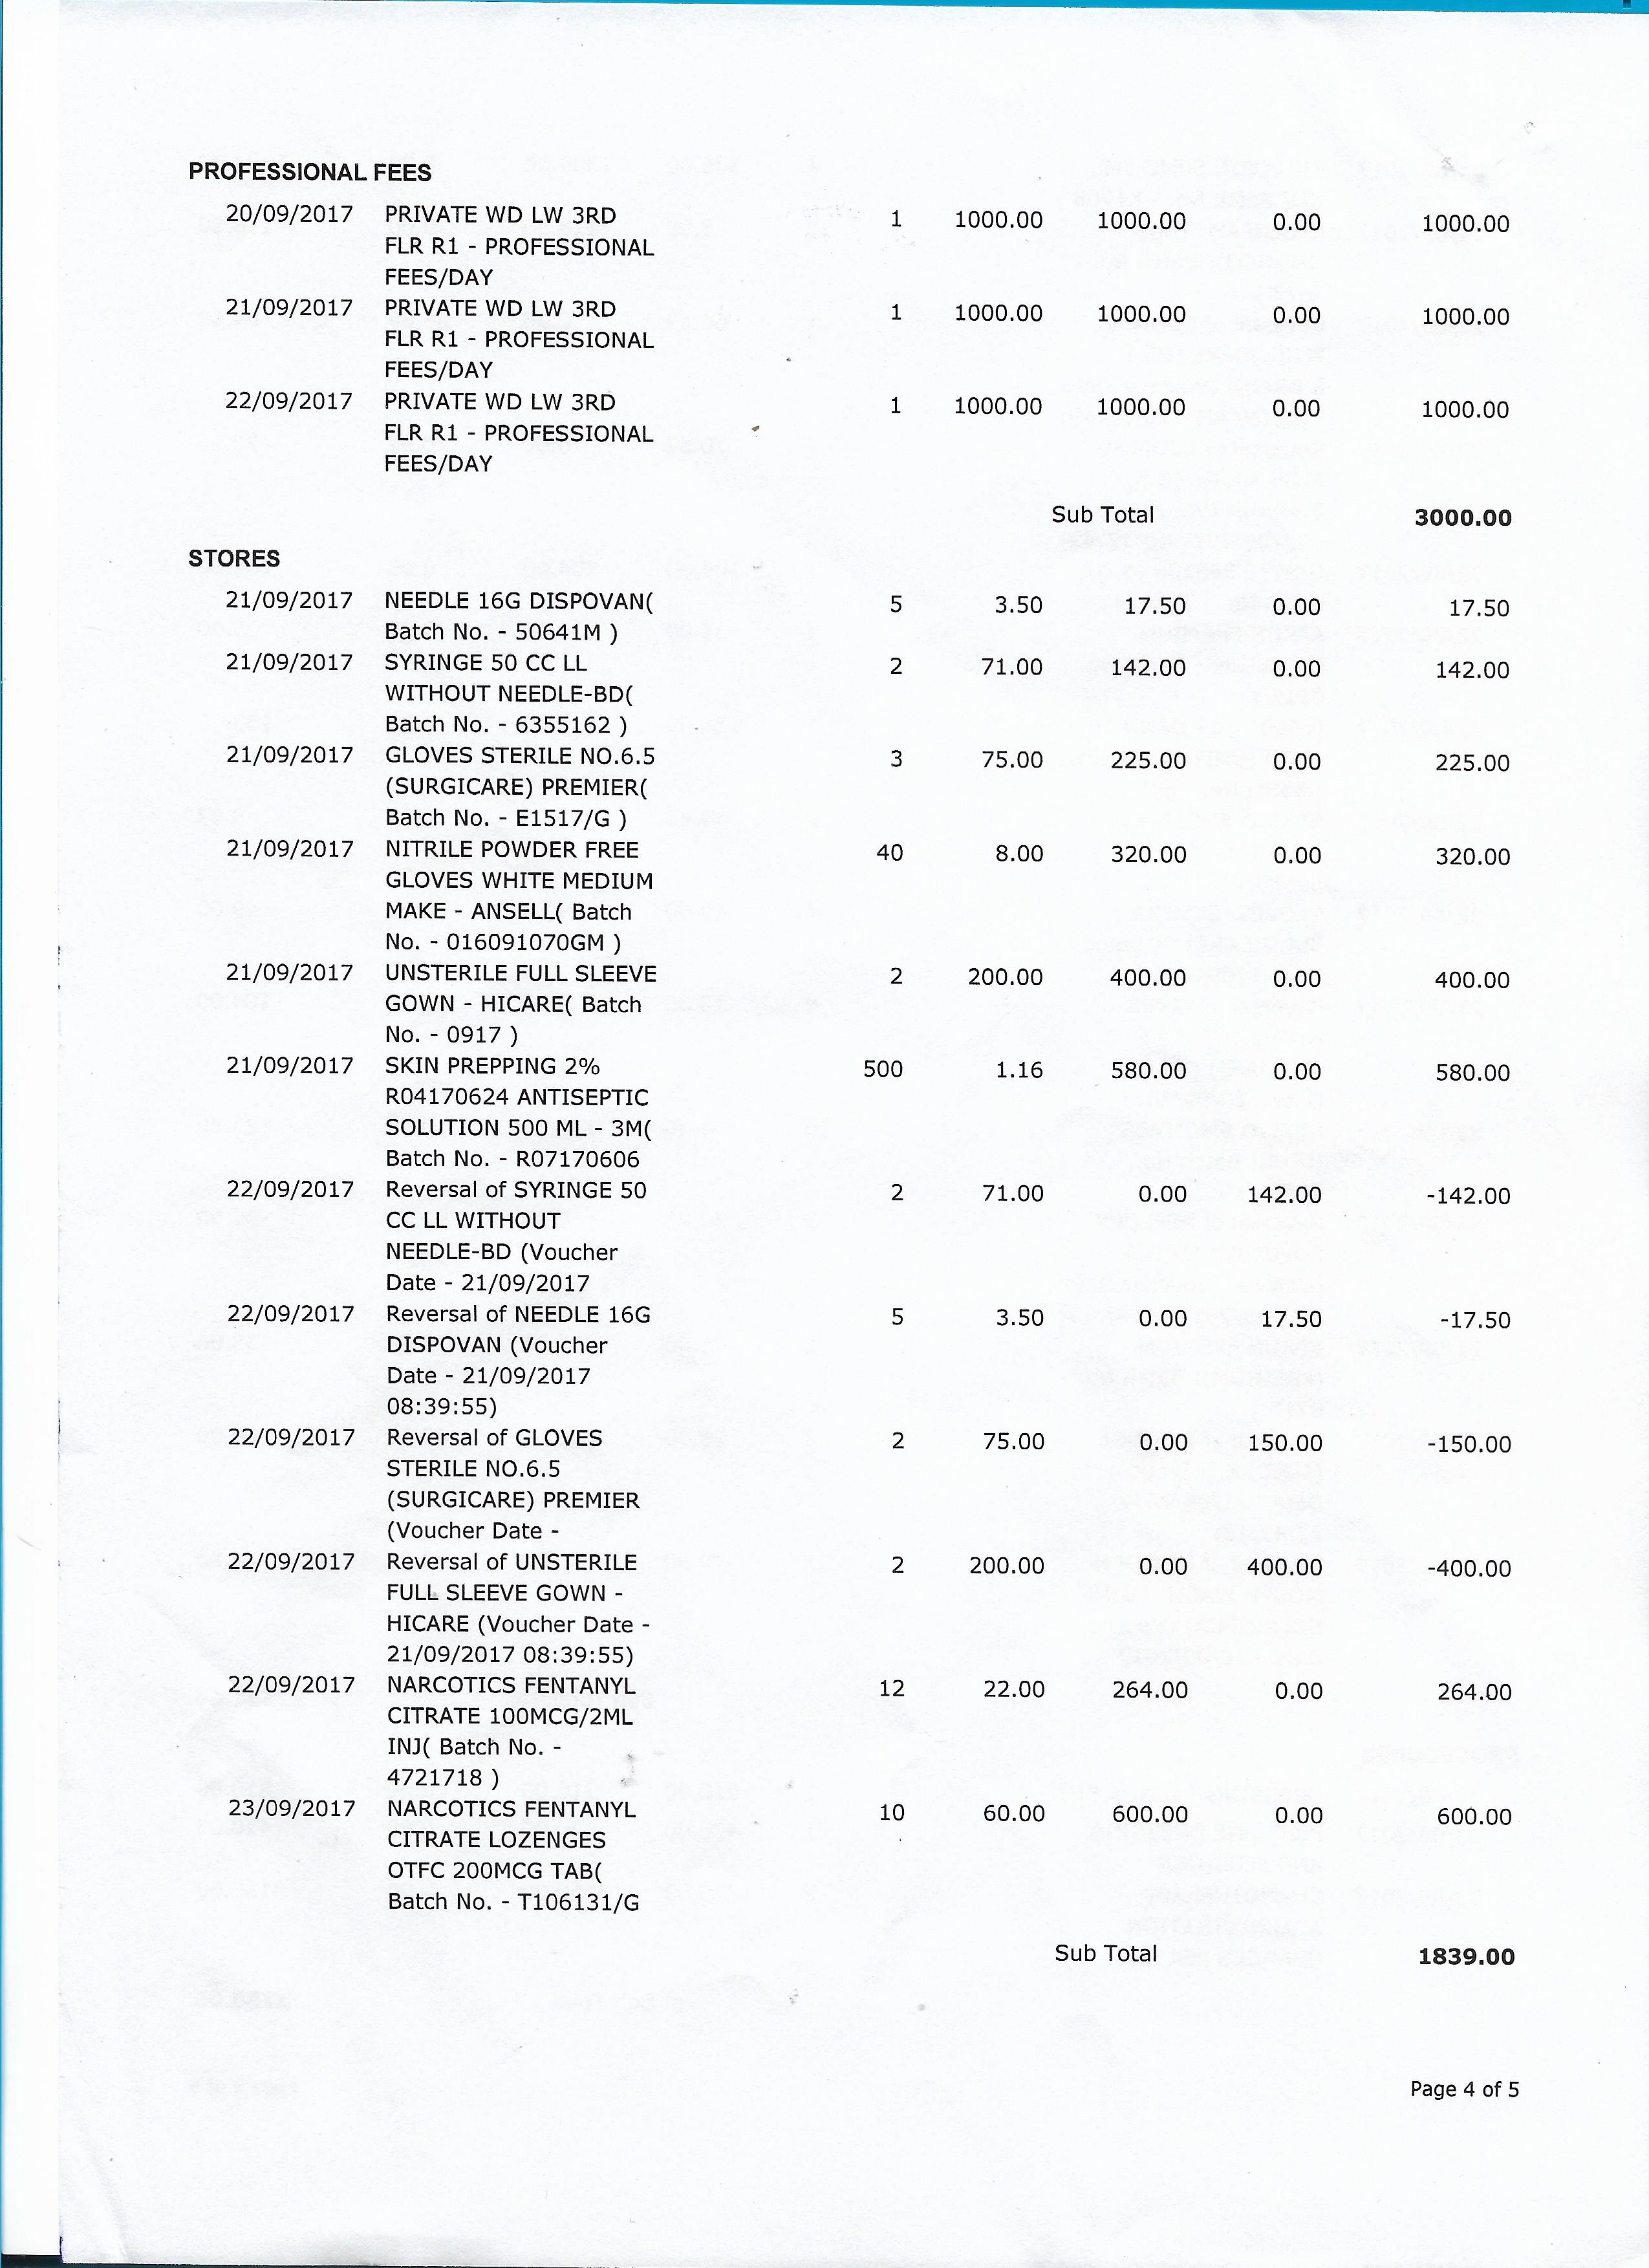 PROFESSIONAL FEES
20/09/2017 PRIVATE WD LW 3RD 1 1000.00 1000.00 0.00 1000.00
FLR R1 - PROFESSIONAL
FEES/DAY
21/09/2017 PRIVATE WD LW 3RD 1 1000.00 1000.00 0.00 1000.00
FLR R1 - PROFESSIONAL
FEES/DAY
22/09/2017 PRIVATE WD LW 3RD 1 1000.00 1000.00 0.00 1000.00
FLR R1 - PROFESSIONAL
FEES/DAY
Sub Total 3000.00
STORES
21/09/2017 NEEDLE 16G DISPOVAN( 5 3.50 17.50 0.00 17.50
Batch No. - 50641M )
21/09/2017 SYRINGE 50 CC LL 2 71.00 142.00 0.00 142.00
WITHOUT NEEDLE-BD(
Batch No. - 6355162 )
21/09/2017 GLOVES STERILE NO.6.5 3 75.00 225.00 0.00 225.00
(SURGICARE) PREMIER(
Batch No. - E1517/G )
21/09/2017 NITRILE POWDER FREE 40 8.00 320.00 0.00 320.00
GLOVES WHITE MEDIUM
MAKE - ANSELL( Batch
No. - 016091070GM )
21/09/2017 UNSTERILE FULL SLEEVE 2 200.00 400.00 0.00 400.00
GOWN - HICARE( Batch
No. - 0917 )
21/09/2017 SKIN PREPPING 2% 500 1.16 580.00 0.00 580.00
R04170624 ANTISEPTIC
SOLUTION 500 ML - 3M(
Batch No. - R07170606
22/09/2017 Reversal of SYRINGE 50 2 71.00 0.00 142.00 -142.00
CC LL WITHOUT
NEEDLE-BD (Voucher
Date - 21/09/2017
22/09/2017 Reversal of NEEDLE 16G 5 3.50 0.00 17.50 -17.50
DISPOVAN (Voucher
Date - 21/09/2017
08:39:55)
22/09/2017 Reversal of GLOVES 2 75.00 0.00 150.00 -150.00
STERILE NO.6.5
(SURGICARE) PREMIER
(Voucher Date -
22/09/2017 Reversal of UNSTERILE 2 200.00 0.00 400.00 -400.00
FULL SLEEVE GOWN -
HICARE (Voucher Date -
21/09/2017 08:39:55)
22/09/2017 NARCOTICS FENTANYL 12 22.00 264.00 0.00 264.00
CITRATE 100MCG/2ML
INJ( Batch No. -
4721718 )
23/09/2017 NARCOTICS FENTANYL 10 60.00 600.00 0.00 600.00
CITRATE LOZENGES
OTFC 200MCG TAB(
Batch No. - T106131/G
Sub Total 1839.00
Page 4 of 5